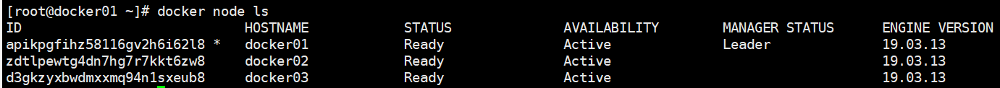 [root@docker01 ~]# docker node ls
ID HOSTNAME STATUS AVAILABILITY MANAGER STATUS ENGINE VERSION
apikpgfihz58116gv2h6i62l8 * docker01 Ready Active Leader 19.03.13
zdtlpewtg4dn7hg7r7kkt6zw8 docker02 Ready Active 19.03.13
d3gkzyxbwdmxxmq94n1sxeub8 docker03 Ready Active 19.03.13